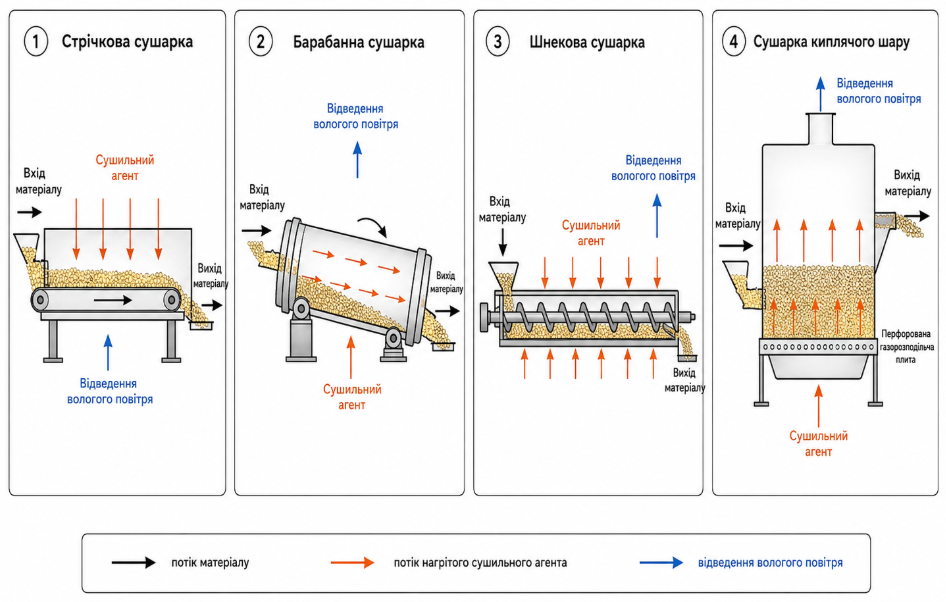 1 Стрічкова сушарка
Вхід
матеріалу
Сушильний
агент
Вихід
матеріалу
Відведення
вологого повітря
2 Барабанна сушарка
Відведення
вологого повітря
Вхід
матеріалу
Вихід
матеріалу
Сушильний
агент
3 Шнекова сушарка
Відведення
вологого повітря
Вхід
матеріалу
Сушильний
агент
Вихід
матеріалу
4 Сушарка киплячого шару
Відведення
вологого повітря
Вихід
матеріалу
Вхід
матеріалу
Перфорована
газорозподільча
плита
Сушильний
агент
потік матеріалу
потік нагрітого сушильного агента
відведення вологого повітря